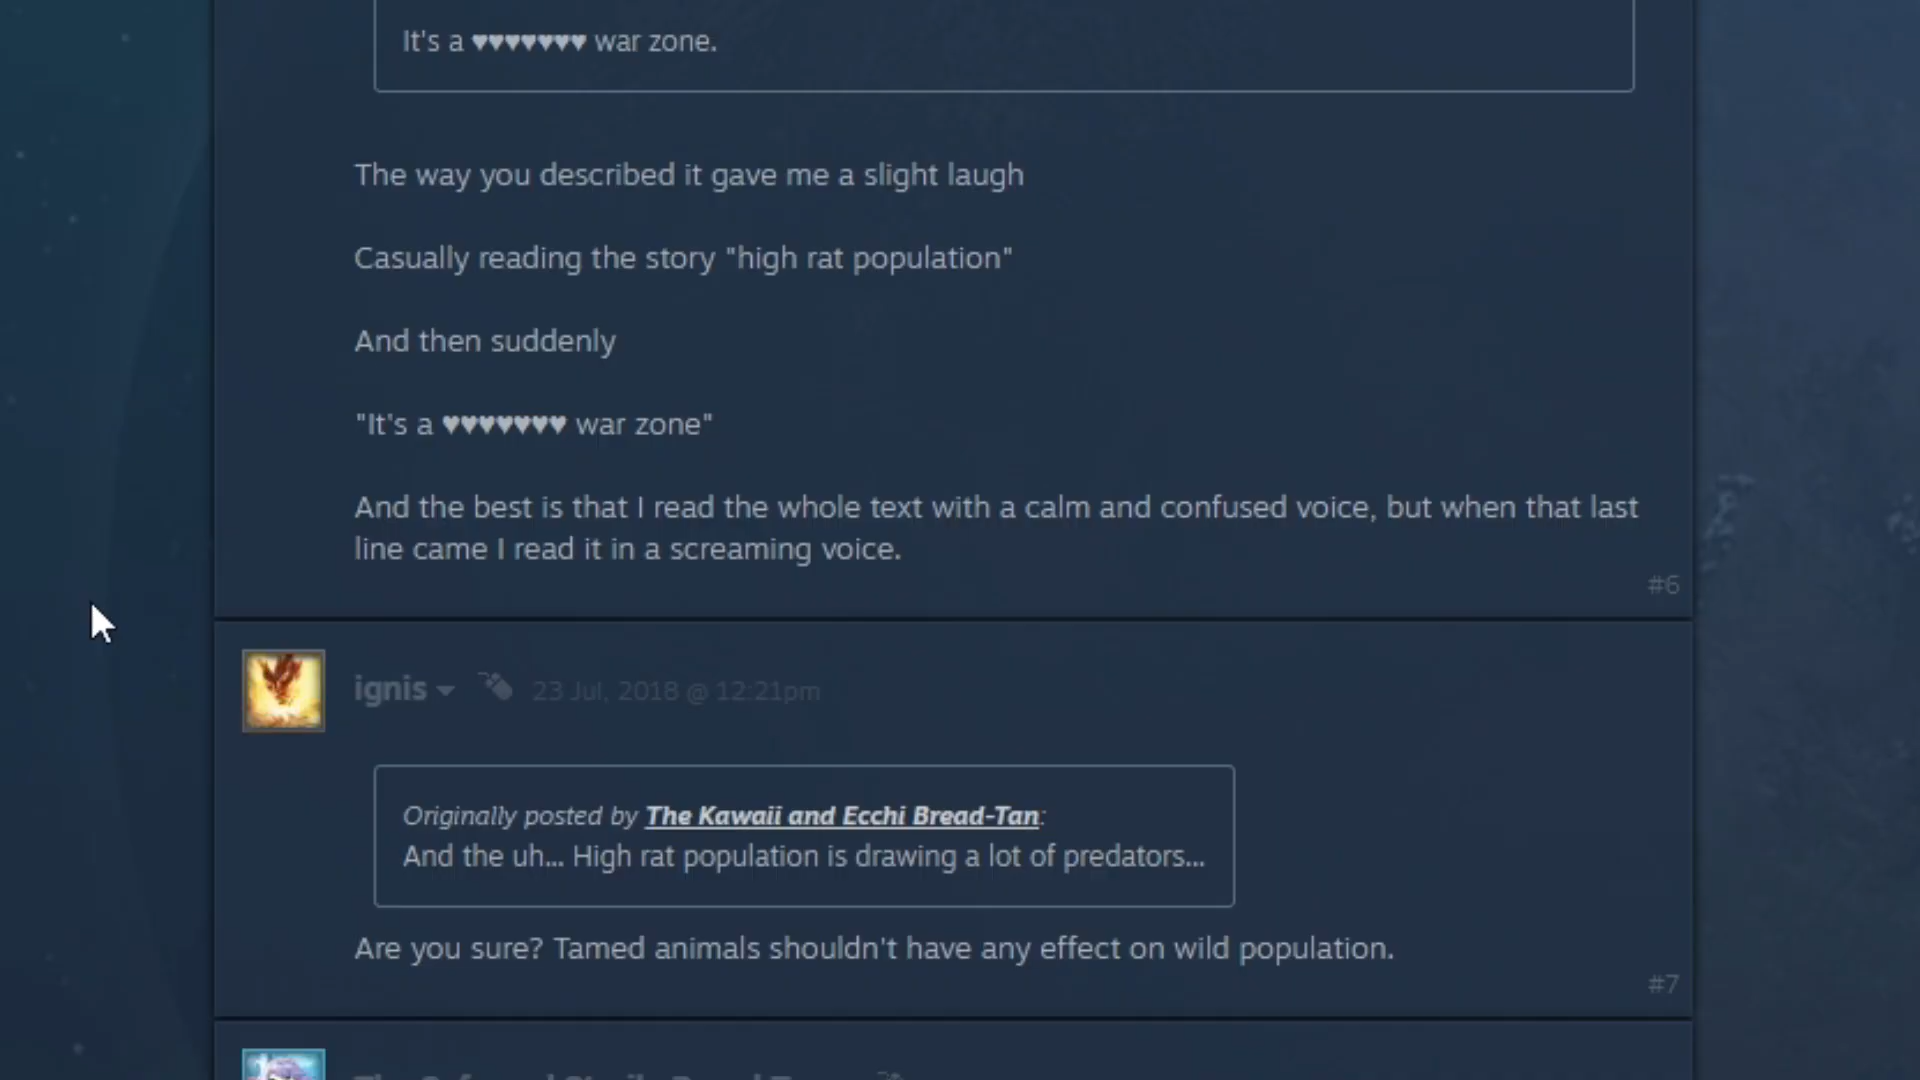 It's a ♥♥♥♥♥♥♥ war zone.
The way you described it gave me a slight laugh
Casually reading the story "high rat population"
And then suddenly
"It's a ♥♥♥♥♥♥♥ war zone"
And the best is that I read the whole text with a calm and confused voice, but when that last
line came I read it in a screaming voice.
#6
ignis 23 Jul, 2018 @ 12:21pm
Originally posted by The Kawaii and Ecchi Bread-Tan:
And the uh... High rat population is drawing a lot of predators...
Are you sure? Tamed animals shouldn't have any effect on wild population.
#7